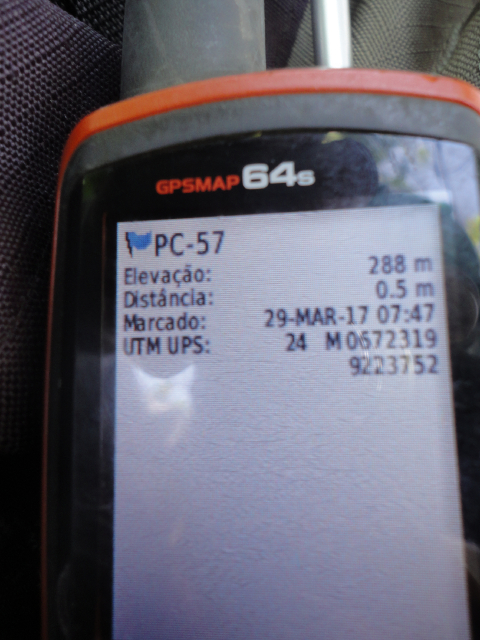 GPSMAP 64s
PC-57
Elevação: 288 m
Distância: 0.5 m
Marcado: 29-MAR-17 07:47
UTM UPS: 24 M 0672319
9223752